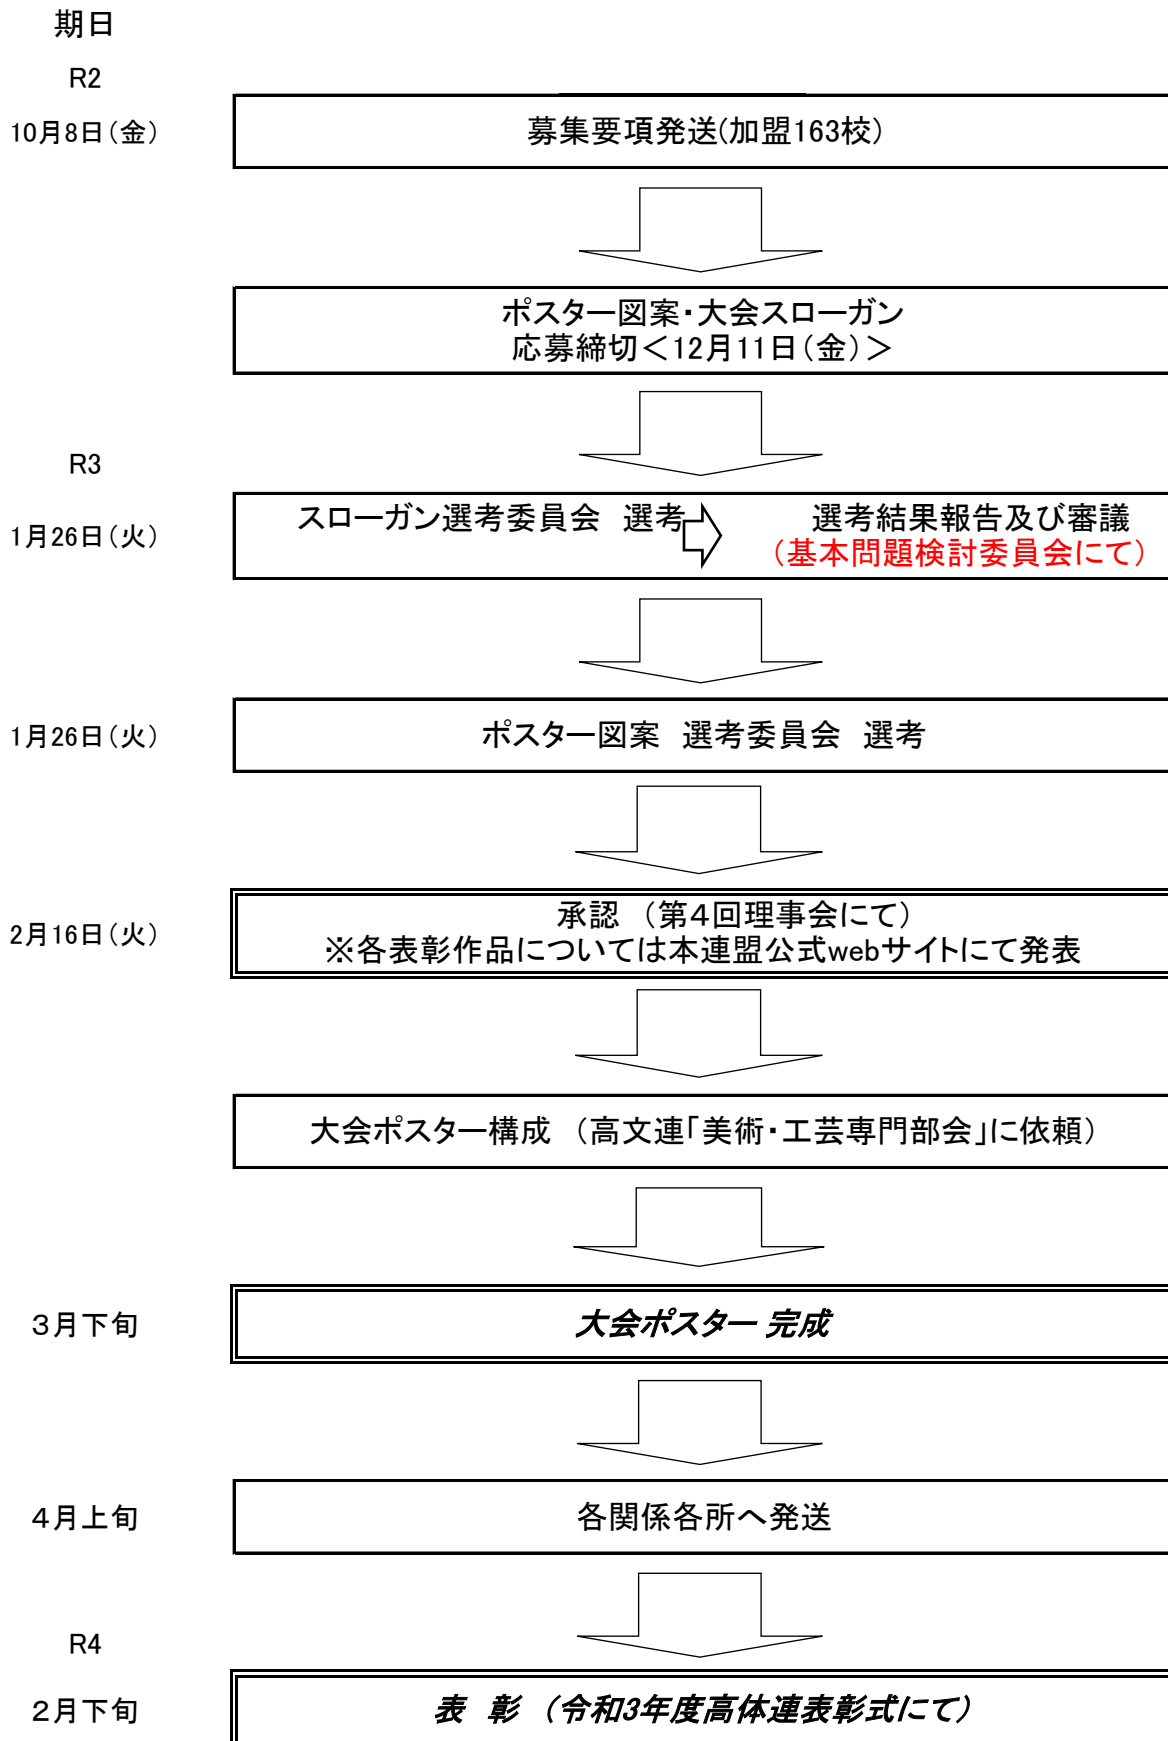 期日
R2
10月8日（金）
募集要項発送(加盟163校)
ポスター図案・大会スローガン
応募締切＜12月11日（金）＞
R3
1月26日（火）
スローガン選考委員会　選考
選考結果報告及び審議
（基本問題検討委員会にて）
1月26日（火）
ポスター図案　選考委員会　選考
2月16日（火）
承認　（第４回理事会にて）
※各表彰作品については本連盟公式webサイトにて発表
大会ポスター構成　（高文連「美術・工芸専門部会」に依頼）
３月下旬
大会ポスター 完成
４月上旬
各関係各所へ発送
R4
２月下旬
表　彰　（令和3年度高体連表彰式にて）